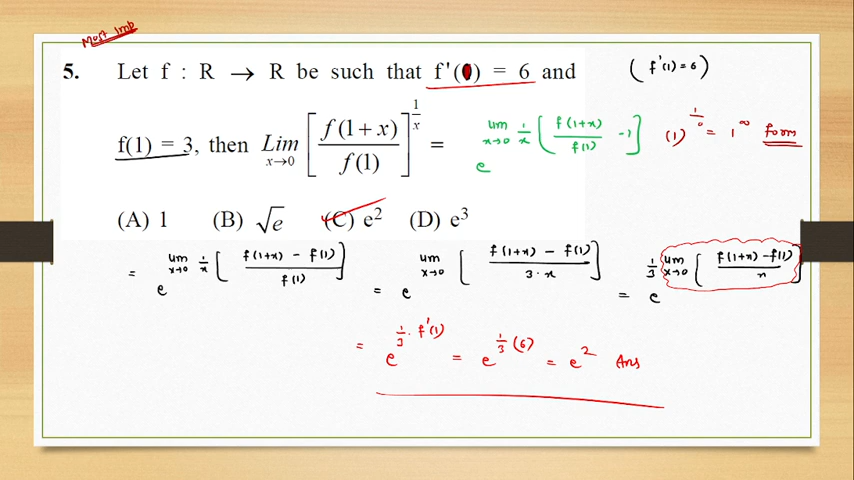 Most Imp
5. Let f : R → R be such that f'(1) = 6 and
( f'(1) = 6 )
f(1) = 3, then Lim x→0 [ f(1+x) / f(1) ]^(1/x) = e^( lim x→0 1/x [ f(1+x) / f(1) - 1 ] ) (1)^(1/0) = 1^∞ form
(A) 1 (B) √e (C) e² (D) e³
= e^( lim x→0 1/x [ f(1+x) - f(1) / f(1) ] ) = e^( lim x→0 [ f(1+x) - f(1) / 3·x ] ) = e^( 1/3 lim x→0 [ f(1+x) - f(1) / x ] )
= e^( 1/3 · f'(1) ) = e^( 1/3 (6) ) = e² Ans